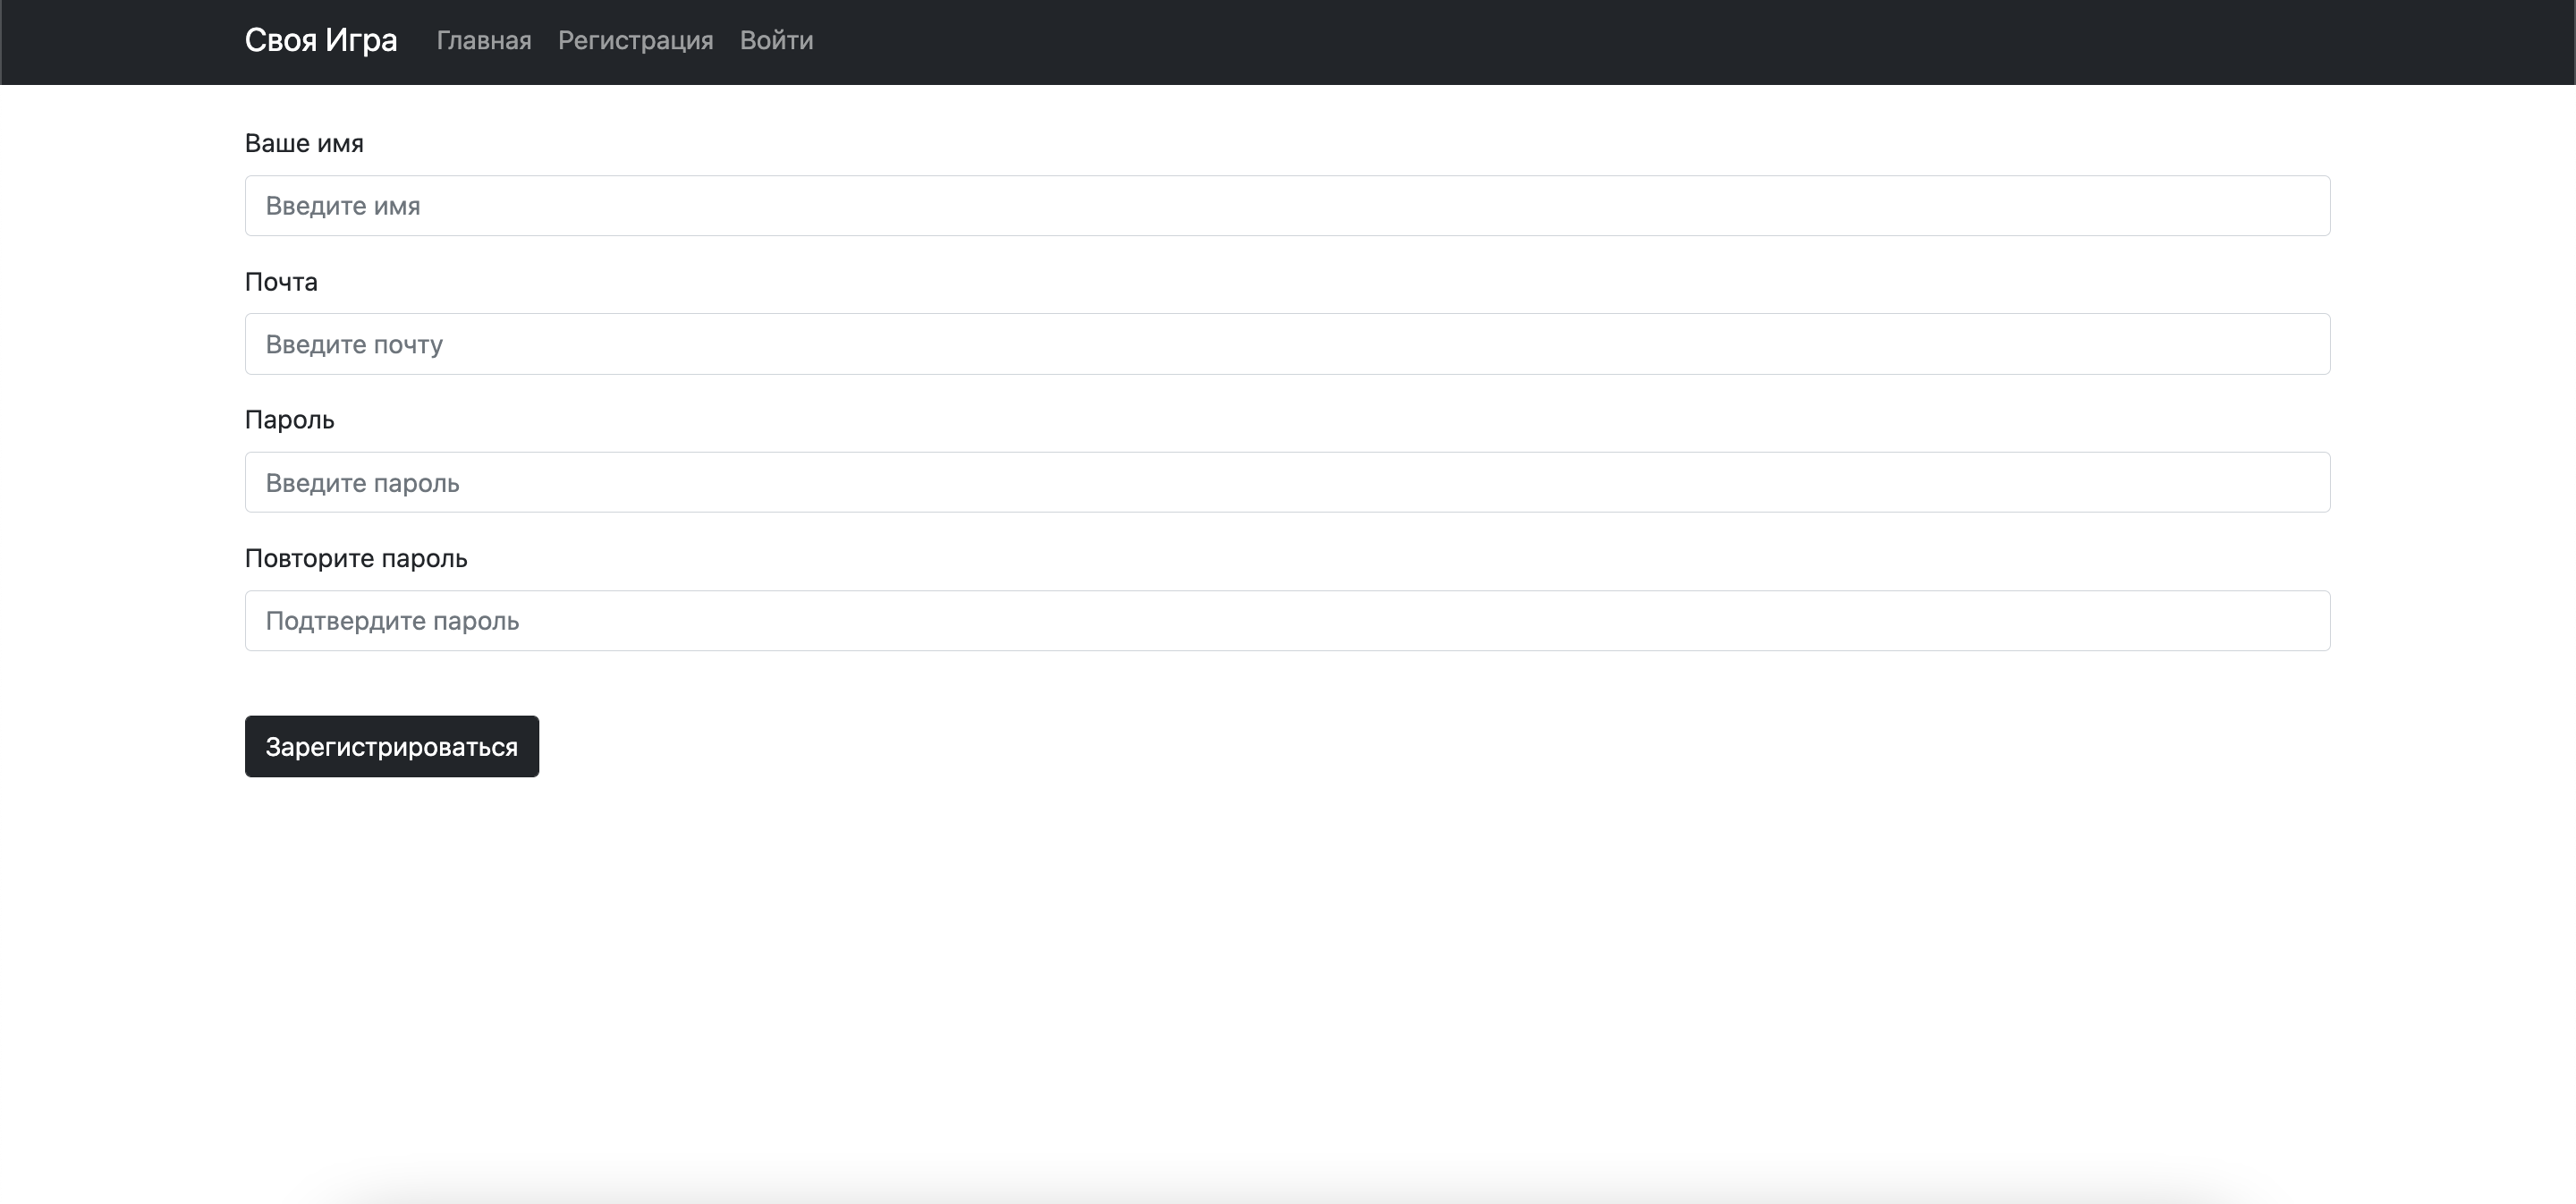 Своя Игра Главная Регистрация Войти
Ваше имя
Введите имя
Почта
Введите почту
Пароль
Введите пароль
Повторите пароль
Подтвердите пароль
Зарегистрироваться